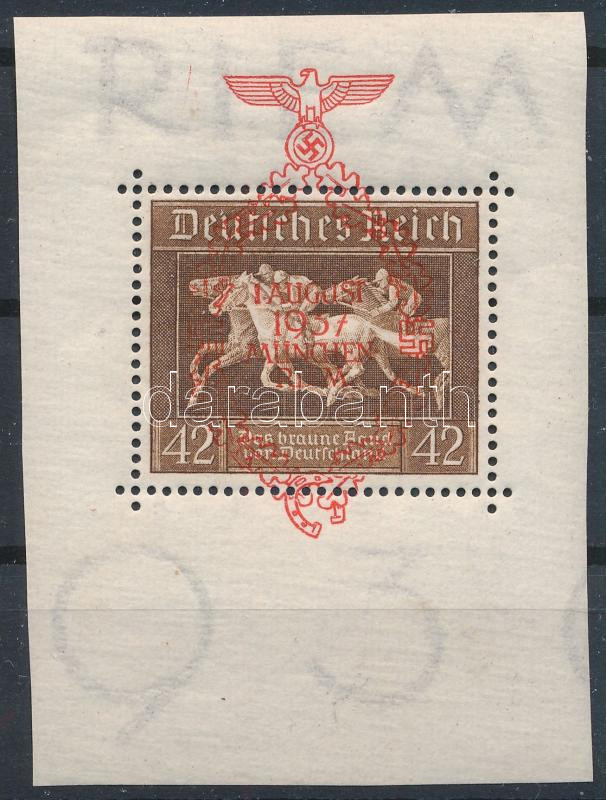 Deutsches Reich
1. AUGUST
1937
MÜNCHEN
R. M
darabanth
42 Das braune Band 42
von Deutschland